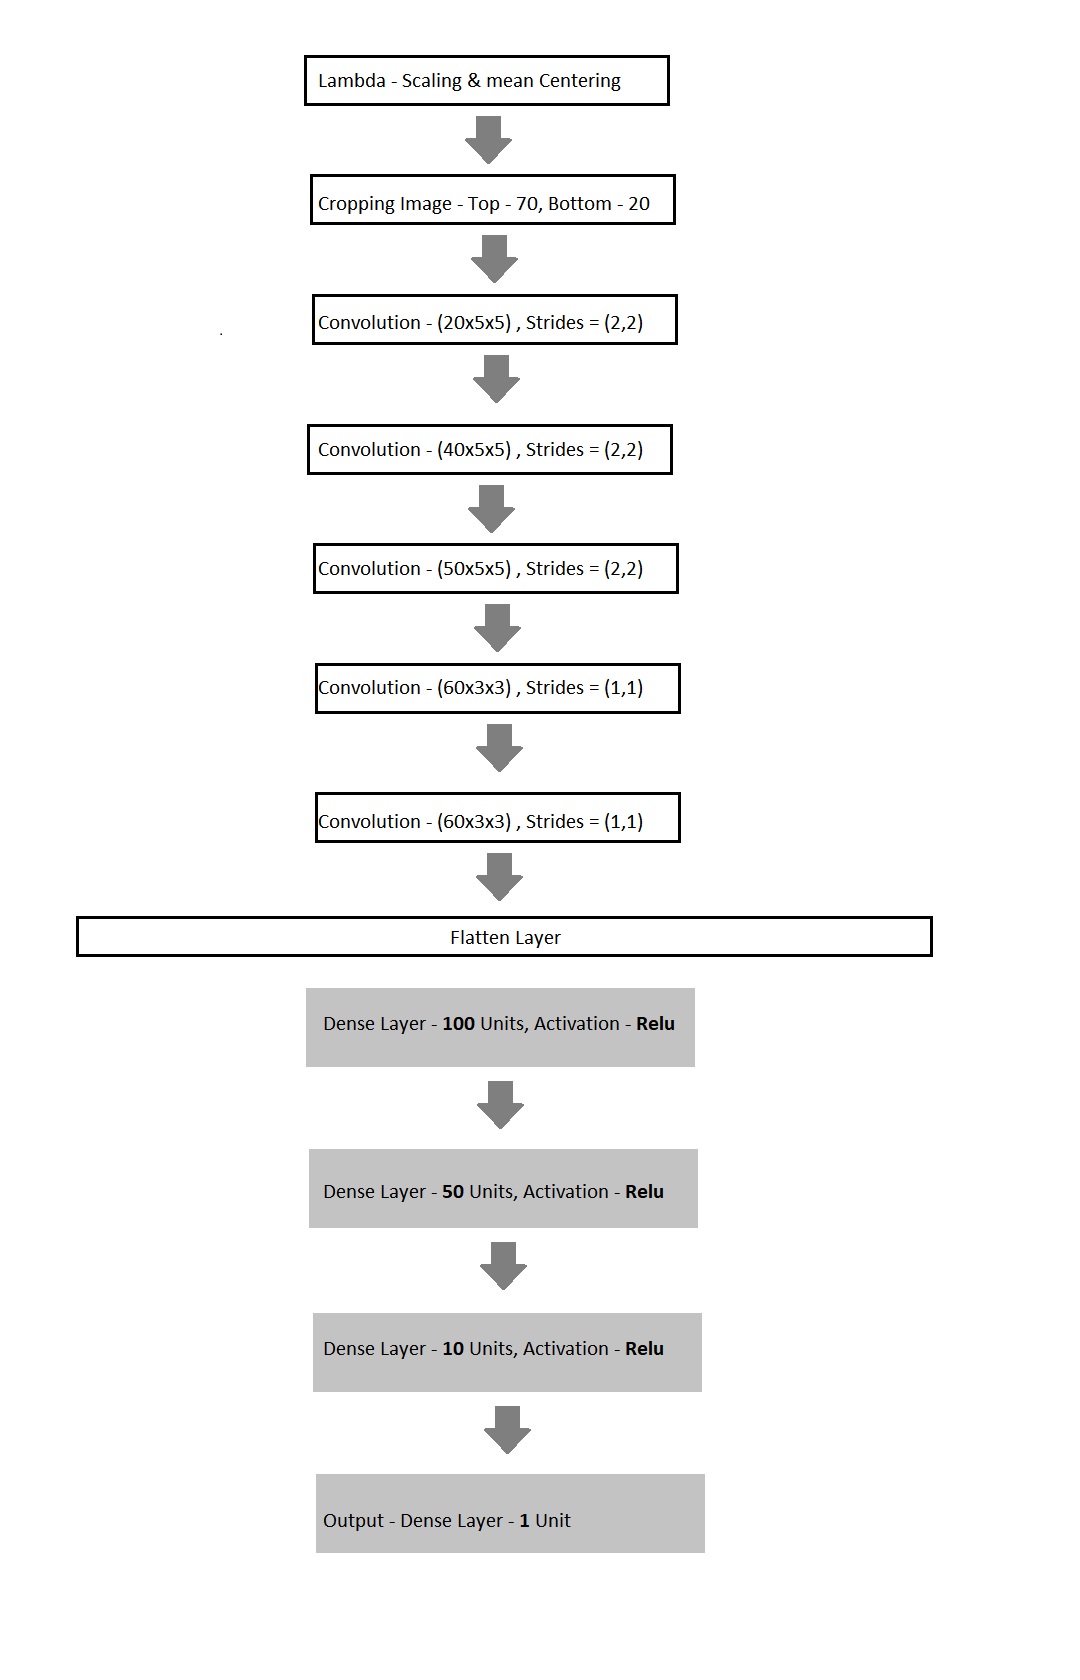 Lambda - Scaling & mean Centering
Cropping Image - Top - 70, Bottom - 20
Convolution - (20x5x5) , Strides = (2,2)
Convolution - (40x5x5) , Strides = (2,2)
Convolution - (50x5x5) , Strides = (2,2)
Convolution - (60x3x3) , Strides = (1,1)
Convolution - (60x3x3) , Strides = (1,1)
Flatten Layer
Dense Layer - 100 Units, Activation - Relu
Dense Layer - 50 Units, Activation - Relu
Dense Layer - 10 Units, Activation - Relu
Output - Dense Layer - 1 Unit